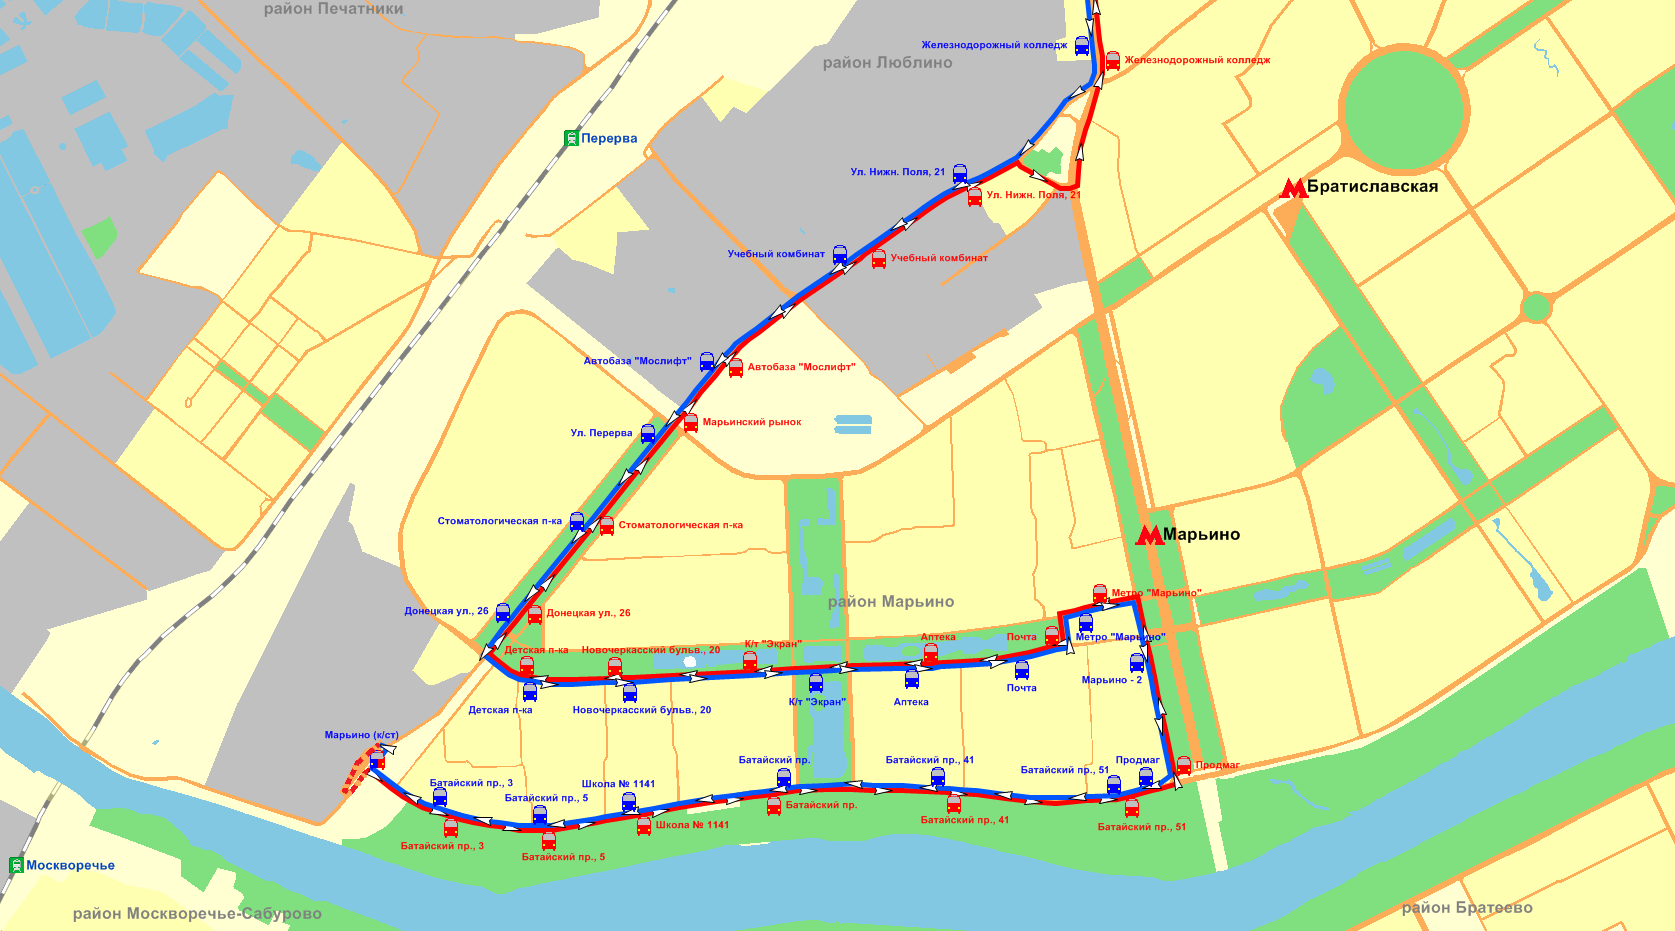 район Печатники
Железнодорожный колледж
район Люблино
Железнодорожный колледж
Перерва
Ул. Нижн. Поля, 21
Братиславская
Ул. Нижн. Поля, 21
Учебный комбинат
Учебный комбинат
Автобаза "Мослифт"
Автобаза "Мослифт"
Марьинский рынок
Ул. Перерва
Стоматологическая п-ка
Стоматологическая п-ка
Марьино
Метро "Марьино"
район Марьино
Донецкая ул., 26
Донецкая ул., 26
Почта
Метро "Марьино"
Аптека
К/т "Экран"
Детская п-ка
Новочеркасский бульв., 20
Марьино - 2
Почта
Детская п-ка
Новочеркасский бульв., 20
К/т "Экран"
Аптека
Марьино (к/ст)
Батайский пр.
Батайский пр., 41
Продмаг
Продмаг
Батайский пр., 51
Батайский пр., 3
Школа № 1141
Батайский пр., 5
Батайский пр.
Батайский пр., 41
Школа № 1141
Батайский пр., 51
Батайский пр., 3
Батайский пр., 5
Москворечье
район Москворечье-Сабурово
район Братеево